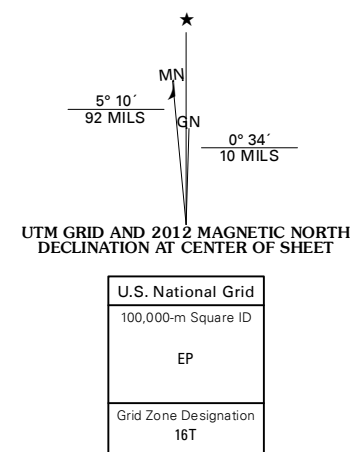 ★
MN
5° 10´
92 MILS
GN
0° 34´
10 MILS
UTM GRID AND 2012 MAGNETIC NORTH
DECLINATION AT CENTER OF SHEET
U.S. National Grid
100,000-m Square ID
EP
Grid Zone Designation
16T